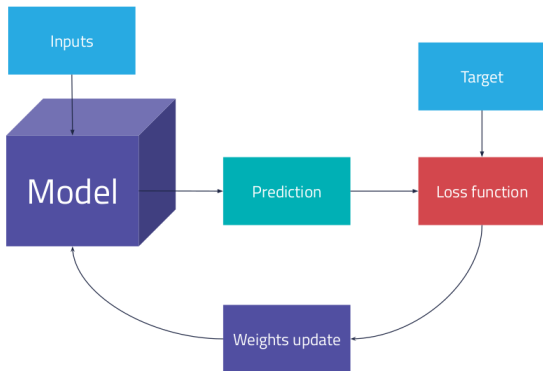 Inputs
Target
Model
Prediction
Loss function
Weights update